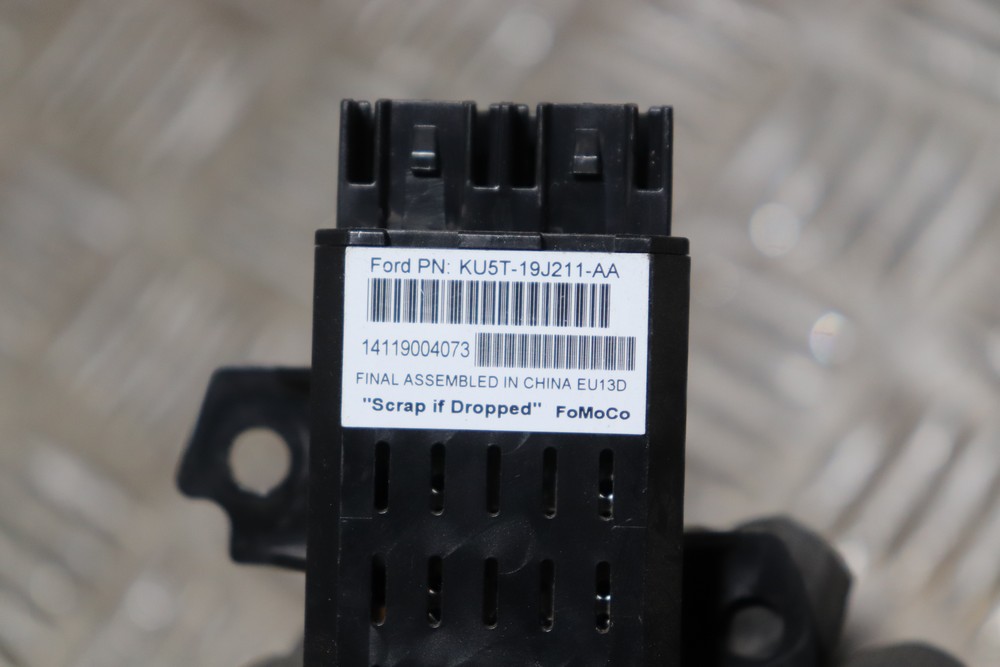 Ford PN: KU5T-19J211-AA
14119004073
FINAL ASSEMBLED IN CHINA EU13D
"Scrap if Dropped" FoMoCo